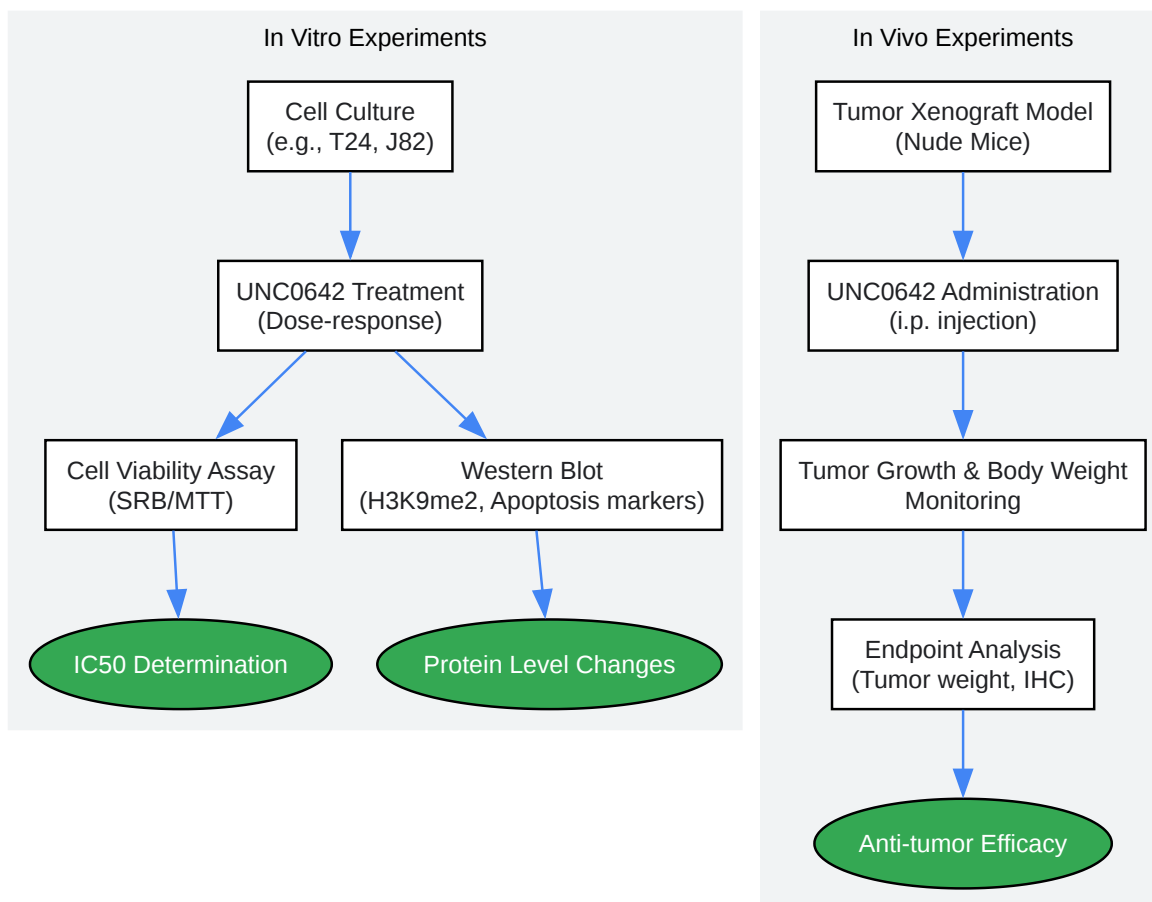 In Vitro Experiments
Cell Culture
(e.g., T24, J82)
UNC0642 Treatment
(Dose-response)
Cell Viability Assay
(SRB/MTT)
Western Blot
(H3K9me2, Apoptosis markers)
IC50 Determination
Protein Level Changes
In Vivo Experiments
Tumor Xenograft Model
(Nude Mice)
UNC0642 Administration
(i.p. injection)
Tumor Growth & Body Weight
Monitoring
Endpoint Analysis
(Tumor weight, IHC)
Anti-tumor Efficacy